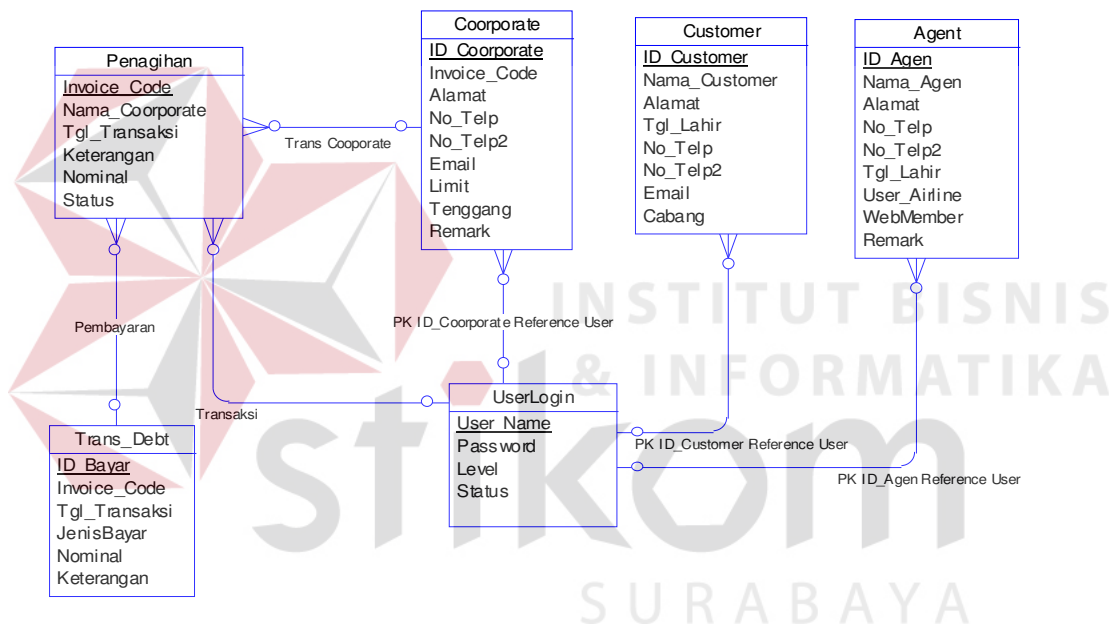 Penagihan
Invoice_Code
Nama_Coorporate
Tgl_Transaksi
Keterangan
Nominal
Status
Coorporate
ID_Coorporate
Invoice_Code
Alamat
No_Telp
No_Telp2
Email
Limit
Tenggang
Remark
Customer
ID_Customer
Nama_Customer
Alamat
Tgl_Lahir
No_Telp
No_Telp2
Email
Cabang
Agent
ID_Agen
Nama_Agen
Alamat
No_Telp
No_Telp2
Tgl_Lahir
User_Airline
WebMember
Remark
Trans Cooporate
Pembayaran
PK ID_Coorporate Reference User
Transaksi
UserLogin
User_Name
Password
Level
Status
PK ID_Customer Reference User
PK ID_Agen Reference User
Trans_Debt
ID_Bayar
Invoice_Code
Tgl_Transaksi
JenisBayar
Nominal
Keterangan
INSTITUT BISNIS
& INFORMATIKA
stikom
SURABAYA